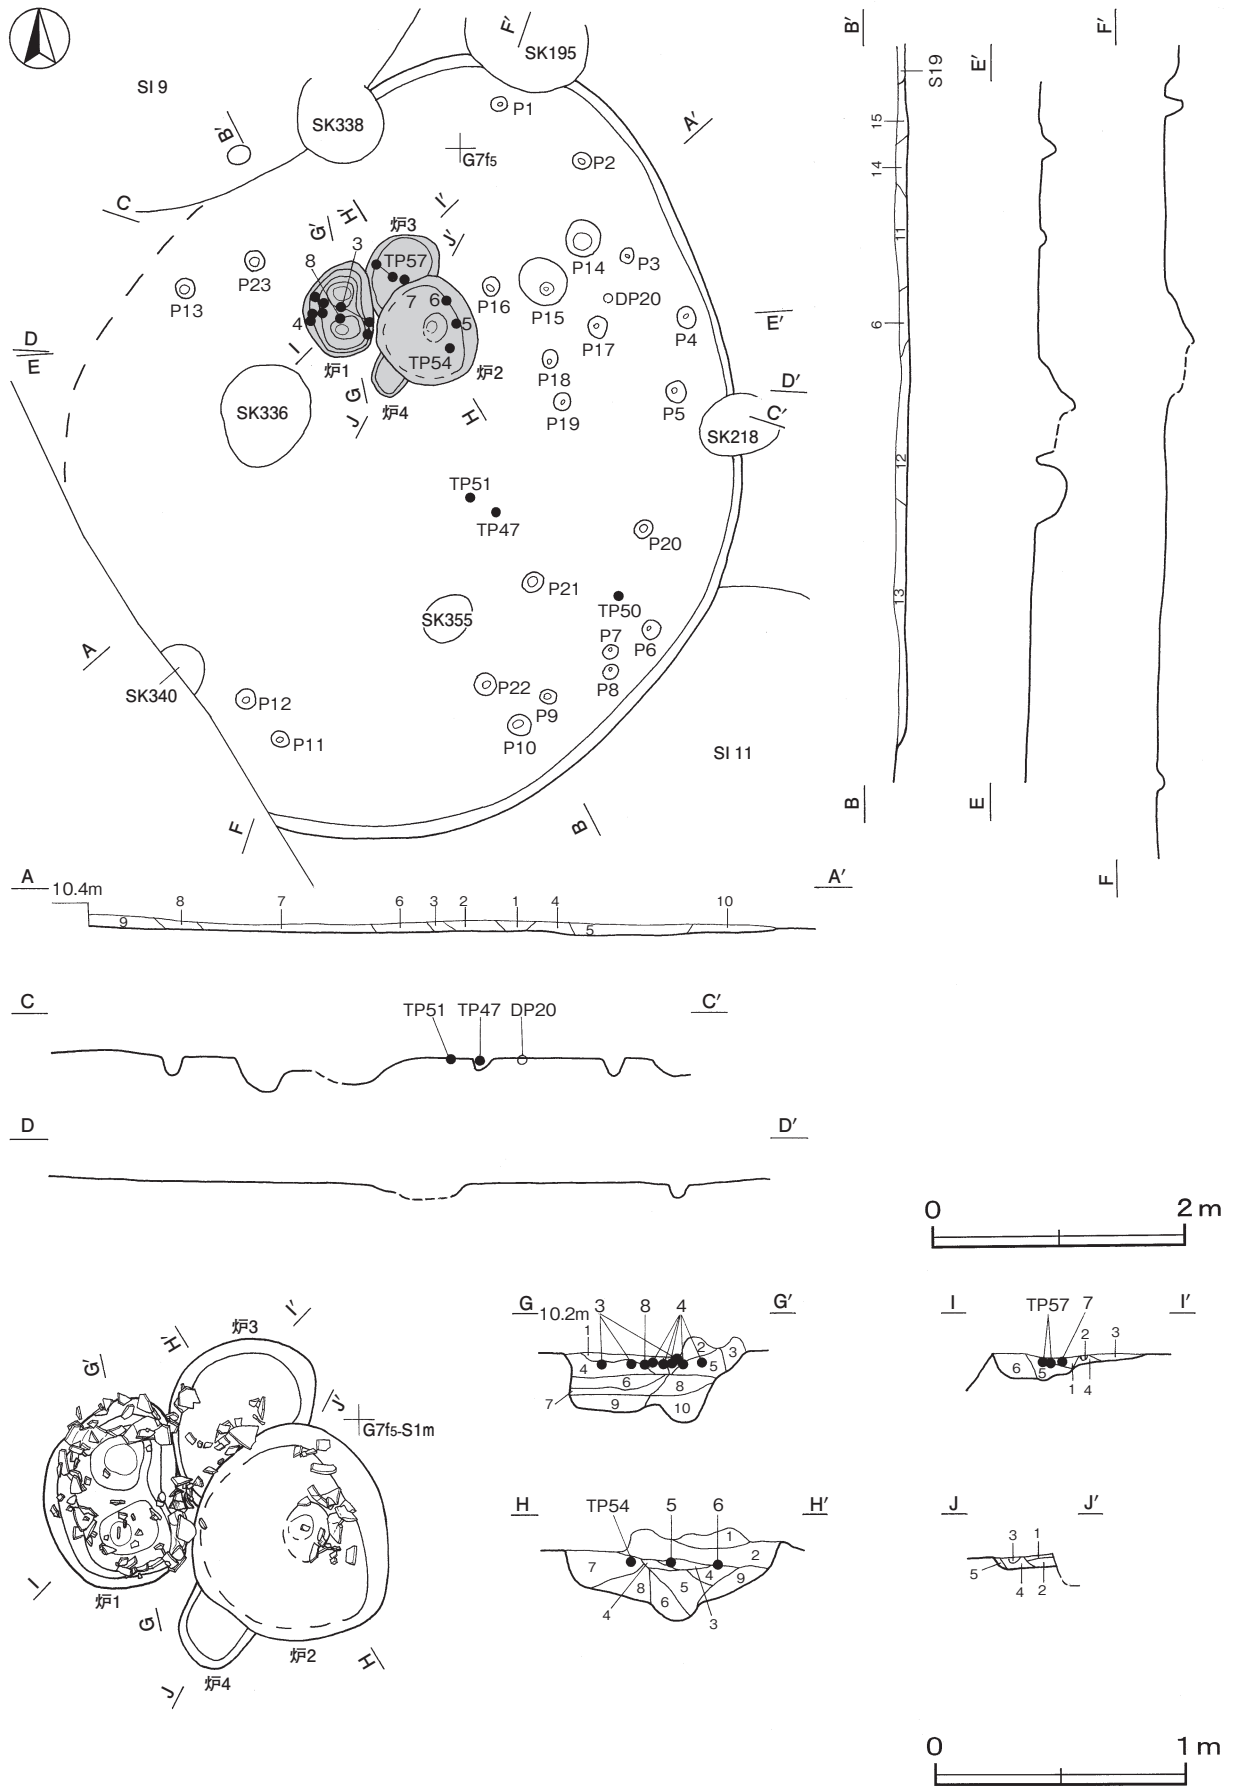 F′
SK195
B′
E′
F′
S19
SI 9
SK338
P1
A′
B′
G7f5
P2
15
14
C
G′
H′
I′
炉3
J′
8
3
TP57
P14
P3
11
P13
P23
7
6
P16
P15
DP20
4
5
P17
P4
E′
6
D
E
I
炉1
TP54
炉2
P18
G
J
炉4
H
P19
P5
D′
C′
SK336
SK218
12
TP51
TP47
P20
P21
TP50
13
SK355
P7
P6
P8
A
SK340
P12
P22
P9
P11
P10
SI 11
F
B
B
E
F
A
10.4m
A′
9
8
7
6
3
2
1
4
5
10
C
TP51
TP47
DP20
C′
D
D′
0
2 m
G
10.2m
3
8
4
G′
1
2
3
4
5
6
8
7
9
10
I
TP57
7
I′
2
3
6
5
1
4
I′
炉3
H′
G′
J′
G7f5-S1m
I
炉1
G
炉2
H
炉4
J
H
TP54
5
6
H′
1
2
7
4
9
8
5
6
4
3
J
J′
3
1
5
4
2
0
1 m